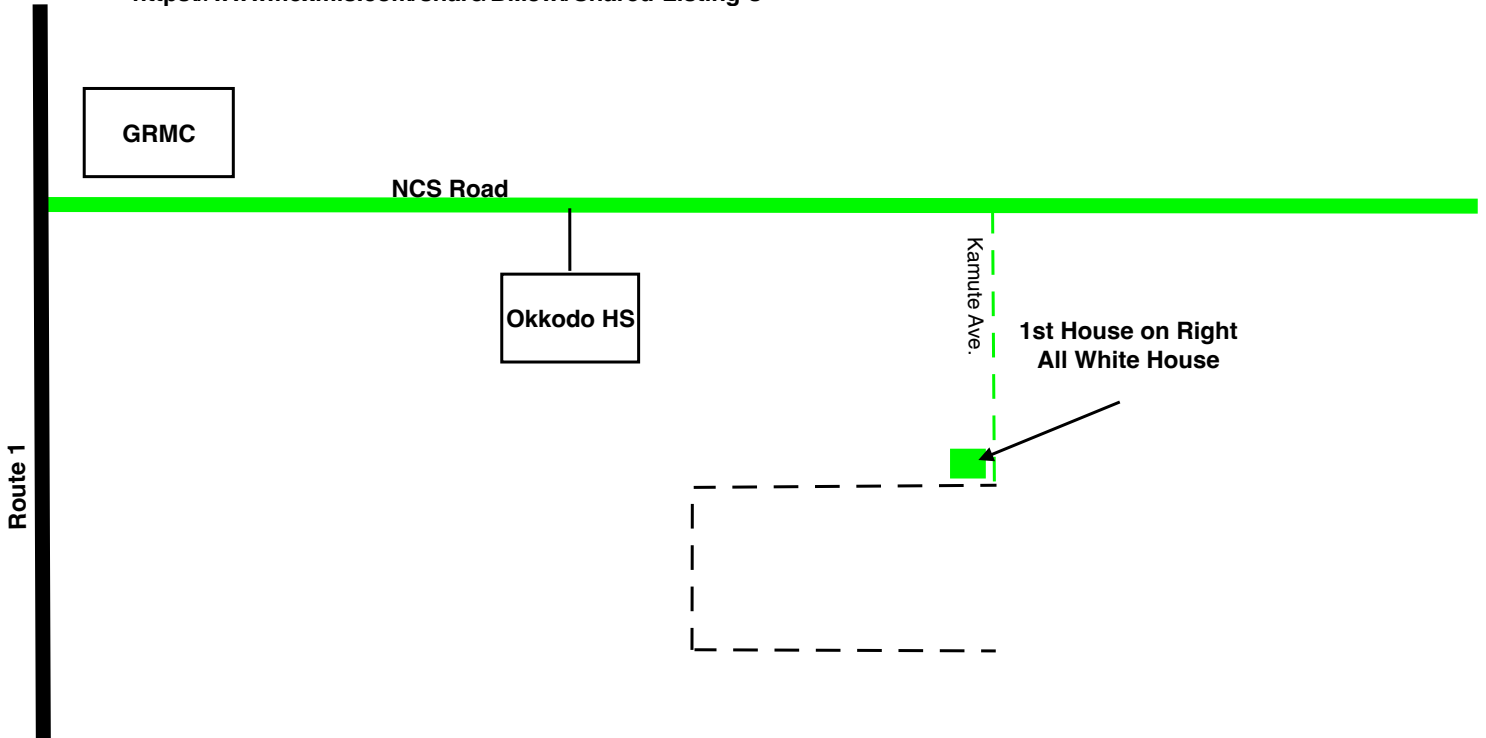 GRMC
NCS Road
Okkodo HS
Kamute Ave.
1st House on Right
All White House
Route 1